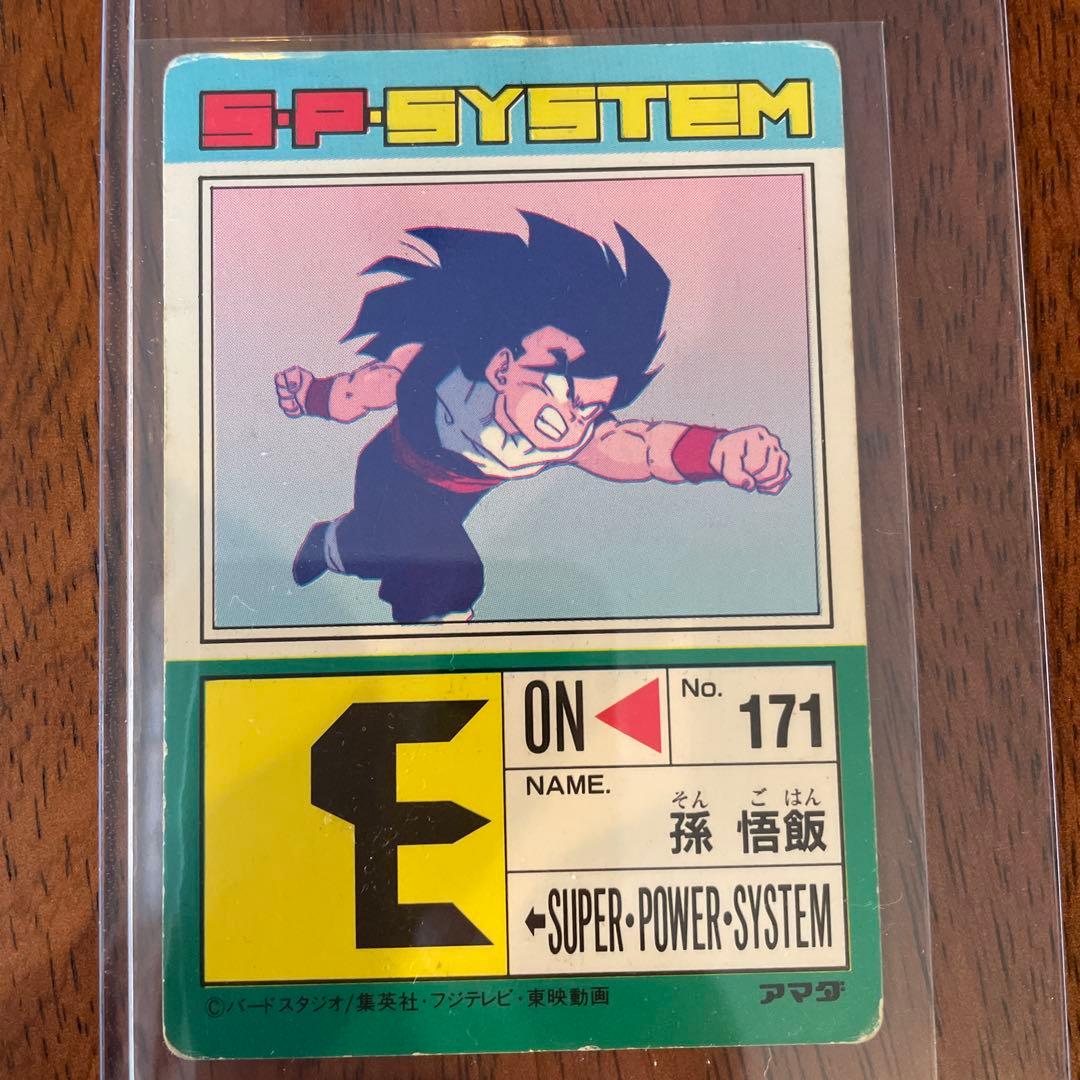 S·P·SYSTEM
E
ON
No. 171
NAME.
そん ご はん
孫 悟飯
←SUPER·POWER·SYSTEM
©バードスタジオ/集英社・フジテレビ・東映動画
アマダ